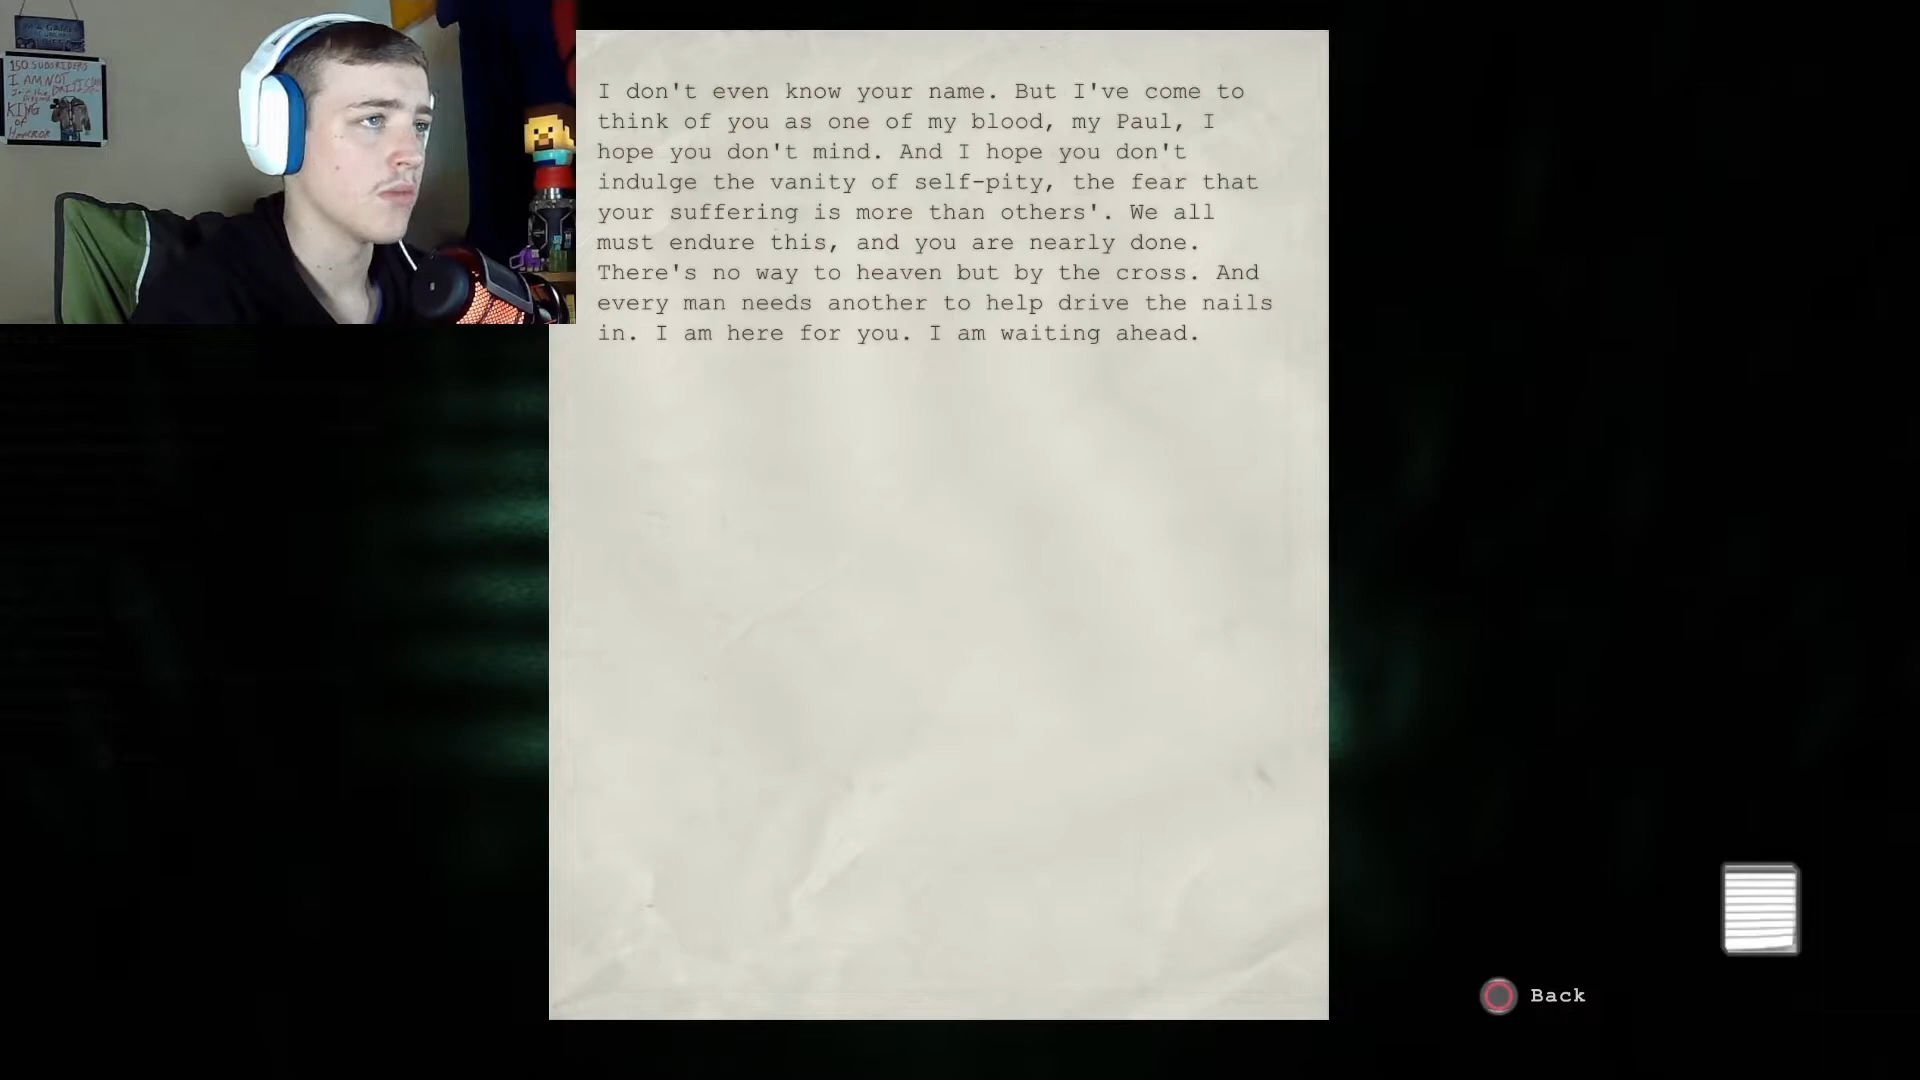 150 SUBSCRIBERS
I AM NOT
KING
of
HORROR
I don't even know your name. But I've come to
think of you as one of my blood, my Paul, I
hope you don't mind. And I hope you don't
indulge the vanity of self-pity, the fear that
your suffering is more than others'. We all
must endure this, and you are nearly done.
There's no way to heaven but by the cross. And
every man needs another to help drive the nails
in. I am here for you. I am waiting ahead.
Back